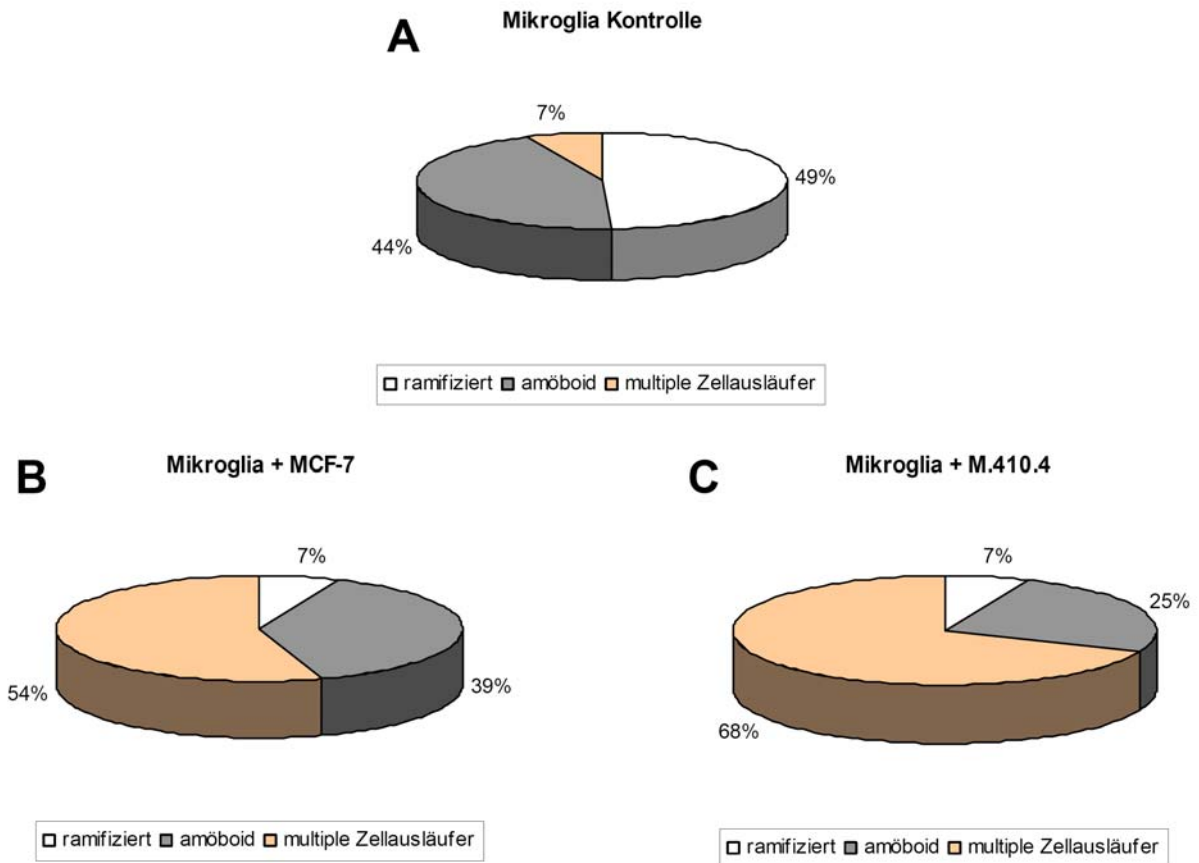 A
Mikroglia Kontrolle
7%
49%
44%
ramifiziert amöboid multiple Zellausläufer
B
Mikroglia + MCF-7
7%
39%
54%
ramifiziert amöboid multiple Zellausläufer
C
Mikroglia + M.410.4
7%
25%
68%
ramifiziert amöboid multiple Zellausläufer